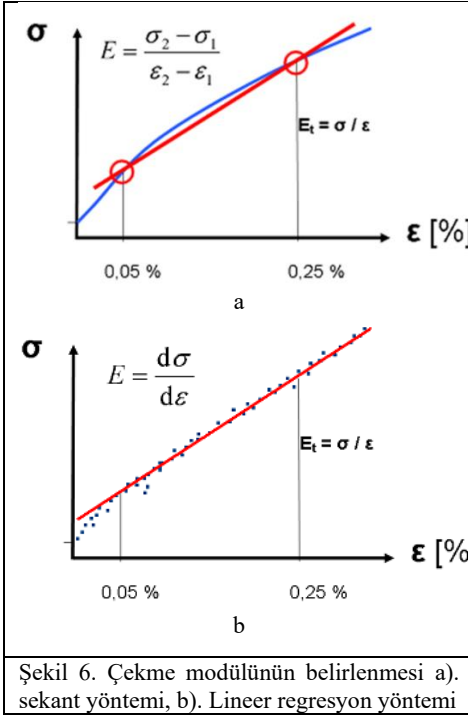 σ
E = (σ₂ − σ₁) / (ε₂ − ε₁)
Eₜ = σ / ε
ε [%]
0,05 % 0,25 %
a
σ
E = dσ / dε
Eₜ = σ / ε
ε [%
0,05 % 0,25 %
b
Şekil 6. Çekme modülünün belirlenmesi a).
sekant yöntemi, b). Lineer regresyon yöntemi